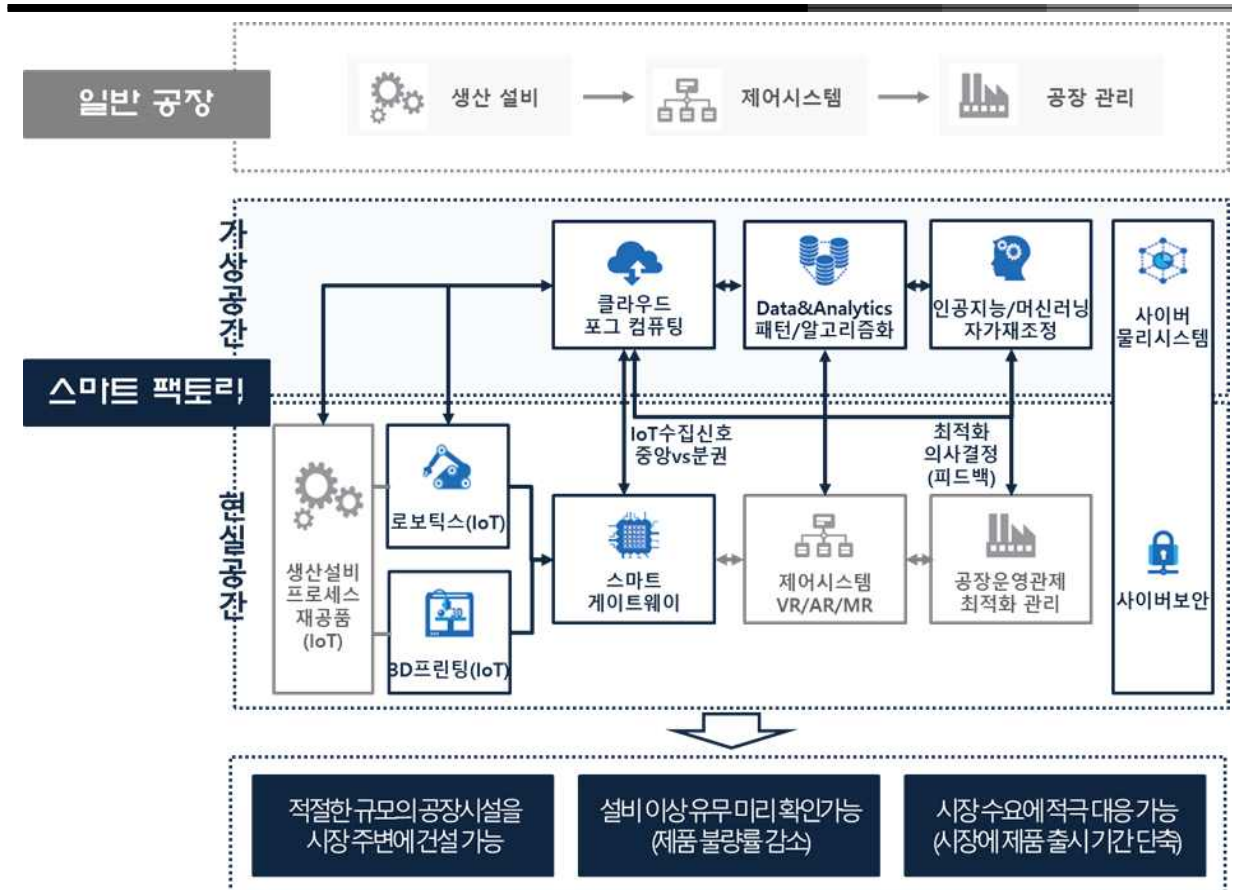 일반 공장
생산 설비
제어시스템
공장 관리
스마트 팩토리
가상공간
클라우드
포그 컴퓨팅
Data&Analytics
패턴/알고리즘화
인공지능/머신러닝
자가재조정
사이버
물리시스템
IoT수집신호
중앙vs분권
최적화
의사결정
(피드백)
현실공간
생산설비
프로세스
재공품
(IoT)
로보틱스(IoT)
3D
3D프린팅(IoT)
스마트
게이트웨이
제어시스템
VR/AR/MR
공장운영관제
최적화 관리
사이버보안
적절한 규모의 공장시설을
시장 주변에 건설 가능
설비 이상 유무 미리 확인가능
(제품 불량률 감소)
시장 수요에 적극 대응 가능
(시장에 제품 출시 기간 단축)